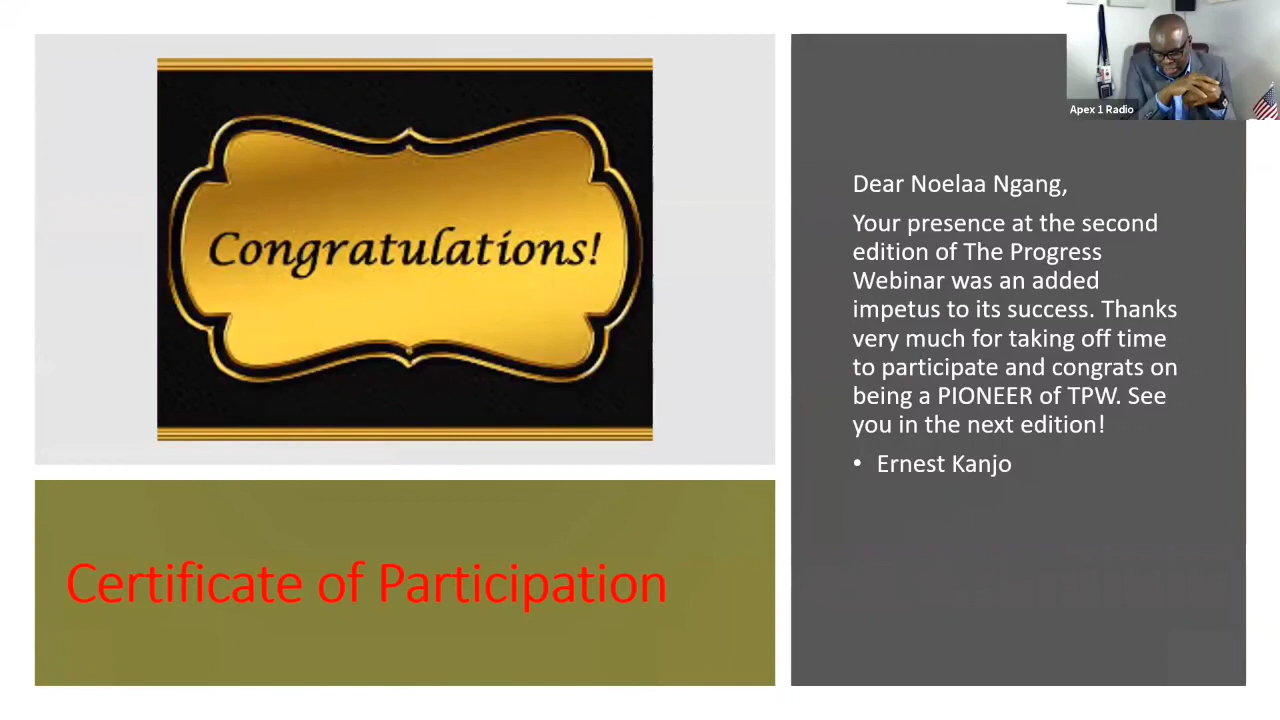 Congratulations!
Certificate of Participation
Apex 1 Radio
Dear Noelaa Ngang,
Your presence at the second
edition of The Progress
Webinar was an added
impetus to its success. Thanks
very much for taking off time
to participate and congrats on
being a PIONEER of TPW. See
you in the next edition!
• Ernest Kanjo